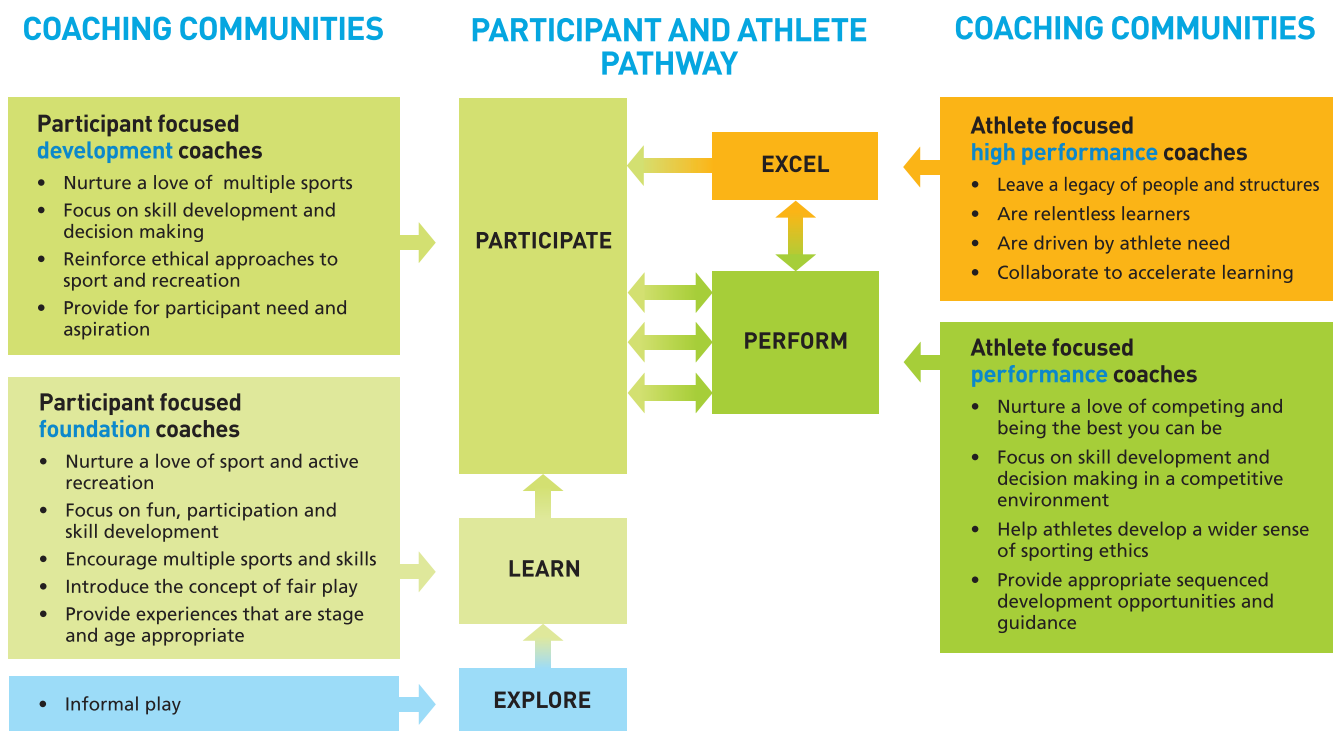 COACHING COMMUNITIES
Participant focused
development coaches
• Nurture a love of multiple sports
• Focus on skill development and
decision making
• Reinforce ethical approaches to
sport and recreation
• Provide for participant need and
aspiration
Participant focused
foundation coaches
• Nurture a love of sport and active
recreation
• Focus on fun, participation and
skill development
• Encourage multiple sports and skills
• Introduce the concept of fair play
• Provide experiences that are stage
and age appropriate
• Informal play
PARTICIPANT AND ATHLETE
PATHWAY
PARTICIPATE
EXCEL
PERFORM
LEARN
EXPLORE
COACHING COMMUNITIES
Athlete focused
high performance coaches
• Leave a legacy of people and structures
• Are relentless learners
• Are driven by athlete need
• Collaborate to accelerate learning
Athlete focused
performance coaches
• Nurture a love of competing and
being the best you can be
• Focus on skill development and
decision making in a competitive
environment
• Help athletes develop a wider sense
of sporting ethics
• Provide appropriate sequenced
development opportunities and
guidance